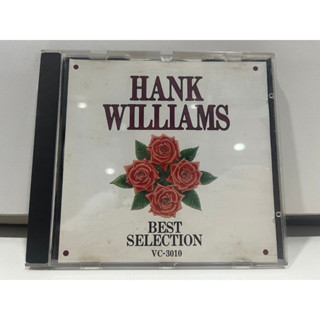 HANK
WILLIAMS
BEST
SELECTION
VC-3010